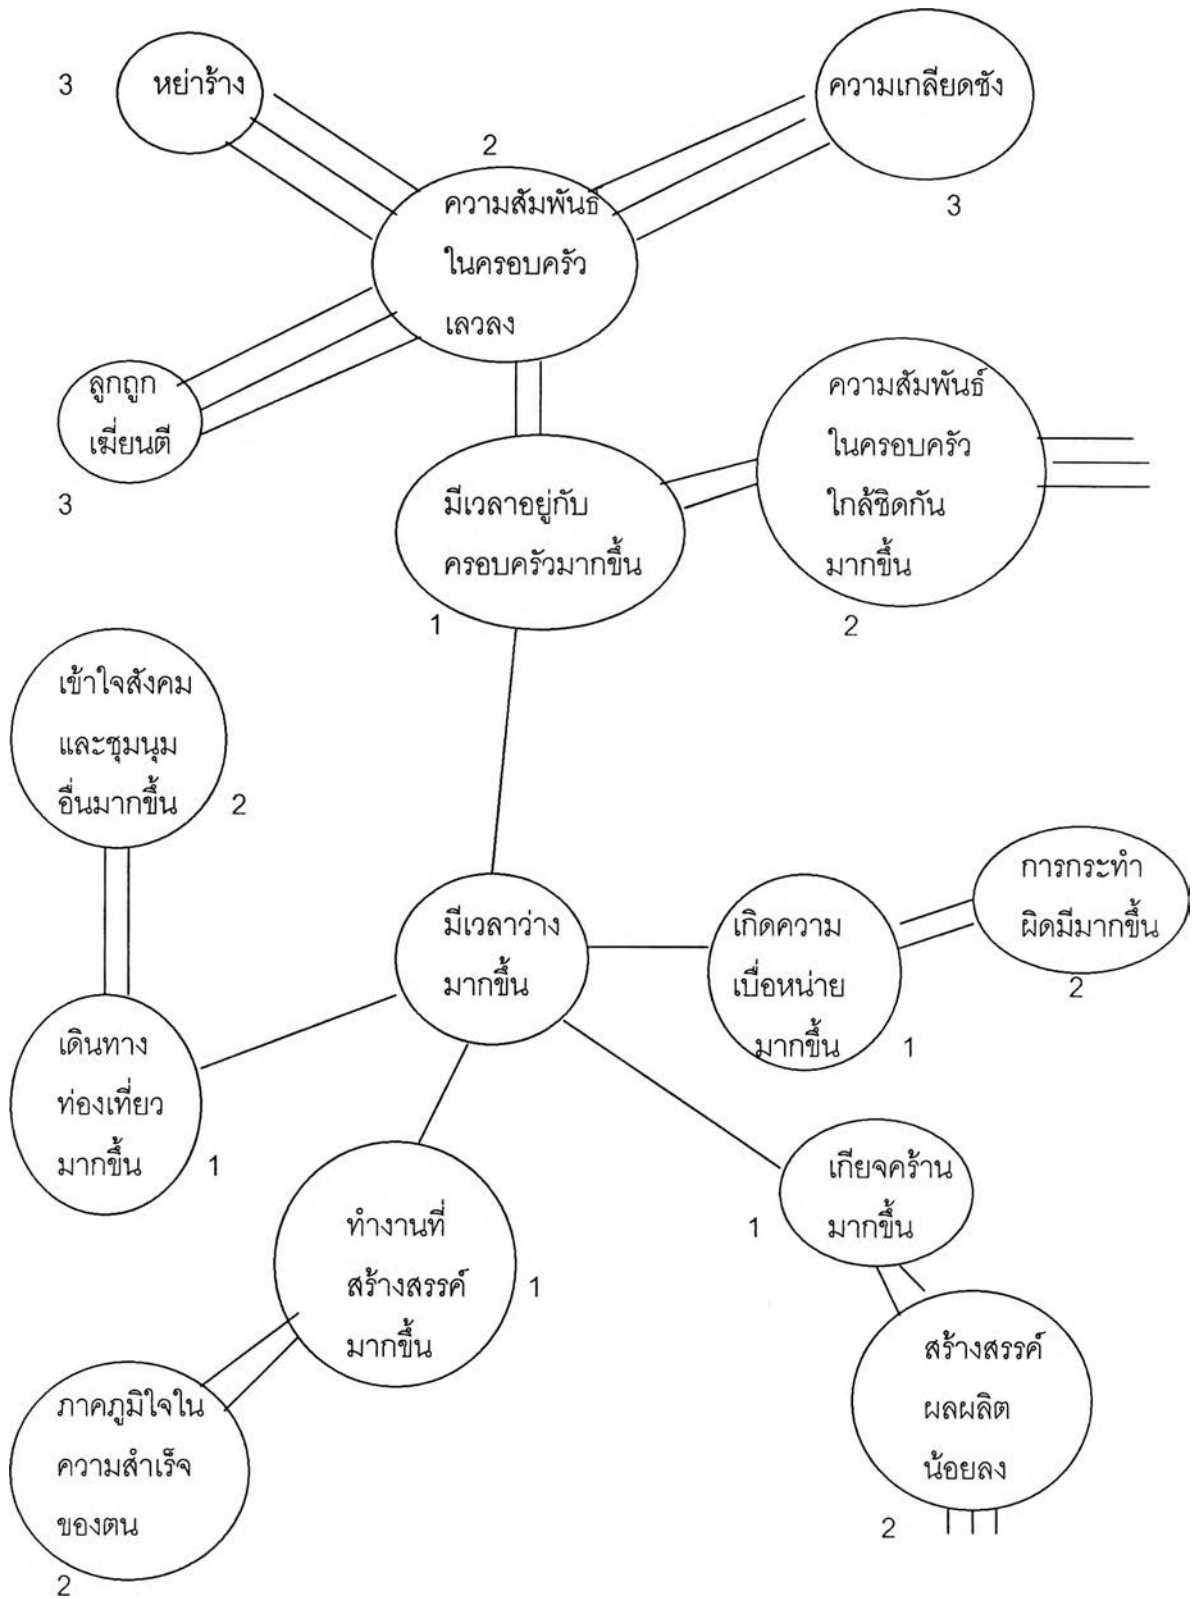 3
หย่าร้าง
ความเกลียดชัง
3
2
ความสัมพันธ์
ในครอบครัว
เลวลง
ลูกถูก
เฆี่ยนตี
3
มีเวลาอยู่กับ
ครอบครัวมากขึ้น
1
ความสัมพันธ์
ในครอบครัว
ใกล้ชิดกัน
มากขึ้น
2
เข้าใจสังคม
และชุมนุม
อื่นมากขึ้น
2
มีเวลาว่าง
มากขึ้น
เกิดความ
เบื่อหน่าย
มากขึ้น
1
การกระทำ
ผิดมีมากขึ้น
2
เดินทาง
ท่องเที่ยว
มากขึ้น
1
ทำงานที่
สร้างสรรค์
มากขึ้น
1
เกียจคร้าน
มากขึ้น
1
ภาคภูมิใจใน
ความสำเร็จ
ของตน
2
สร้างสรรค์
ผลผลิต
น้อยลง
2